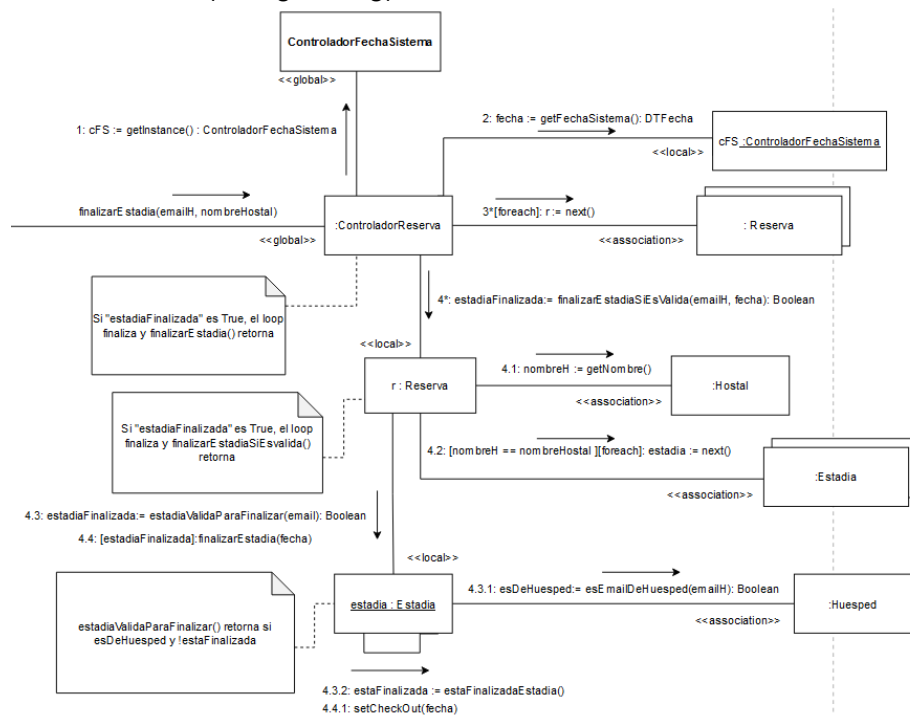 ControladorFechaSistema
<<global>>
1: cFS := getInstance() : ControladorFechaSistema
2: fecha := getFechaSistema(): DTFecha
cFS :ControladorFechaSistema
<<local>>
finalizarEstadia(emailH, nombreHostal)
<<global>>
:ControladorReserva
3*[foreach]: r := next()
<<association>>
: Reserva
Si "estadiaFinalizada" es True, el loop
finaliza y finalizarEstadia() retorna
4*: estadiaFinalizada:= finalizarEstadiaSiEsValida(emailH, fecha): Boolean
<<local>>
r : Reserva
4.1: nombreH := getNombre()
<<association>>
:Hostal
Si "estadiaFinalizada" es True, el loop
finaliza y finalizarEstadiaSiEsvalida()
retorna
4.2: [nombreH == nombreHostal ][foreach]: estadia := next()
<<association>>
:Estadia
4.3: estadiaFinalizada:= estadiaValidaParaFinalizar(email): Boolean
4.4: [estadiaFinalizada]:finalizarEstadia(fecha)
<<local>>
estadia : Estadia
4.3.1: esDeHuesped:= esEmailDeHuesped(emailH): Boolean
<<association>>
:Huesped
estadiaValidaParaFinalizar() retorna si
esDeHuesped y !estaFinalizada
4.3.2: estaFinalizada := estaFinalizadaEstadia()
4.4.1: setCheckOut(fecha)